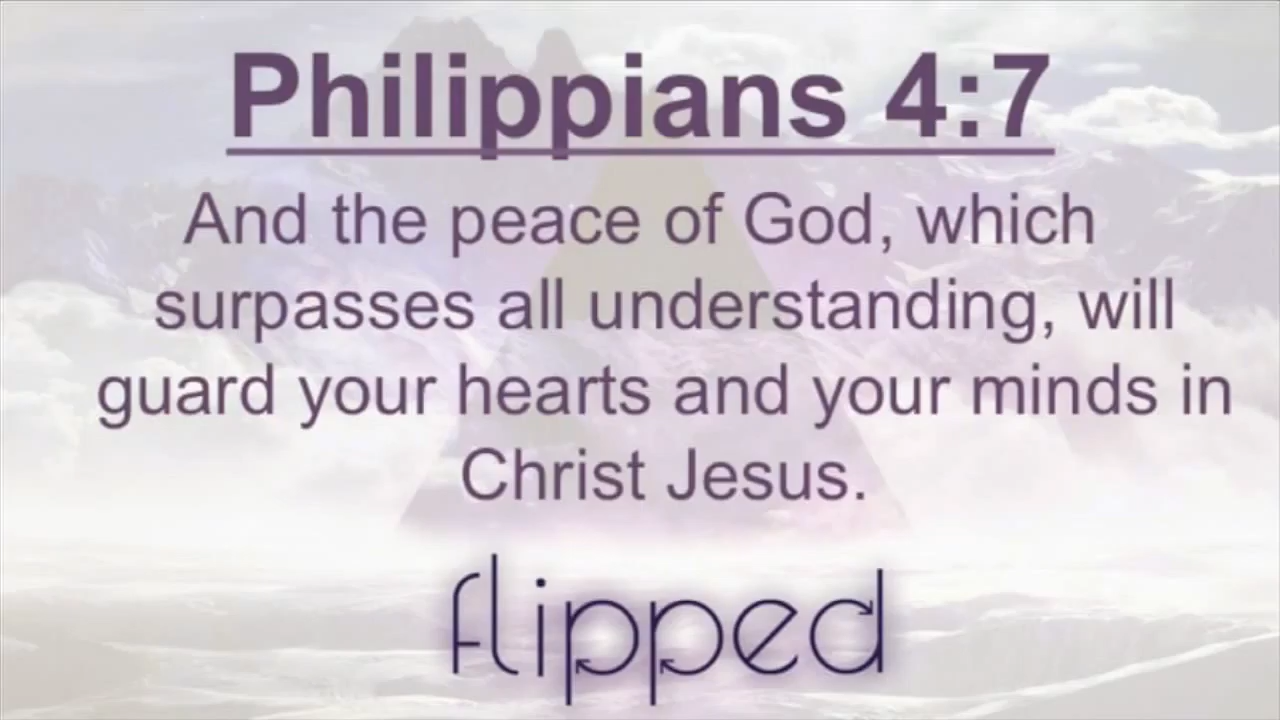 Philippians 4:7
And the peace of God, which
surpasses all understanding, will
guard your hearts and your minds in
Christ Jesus.
flipped